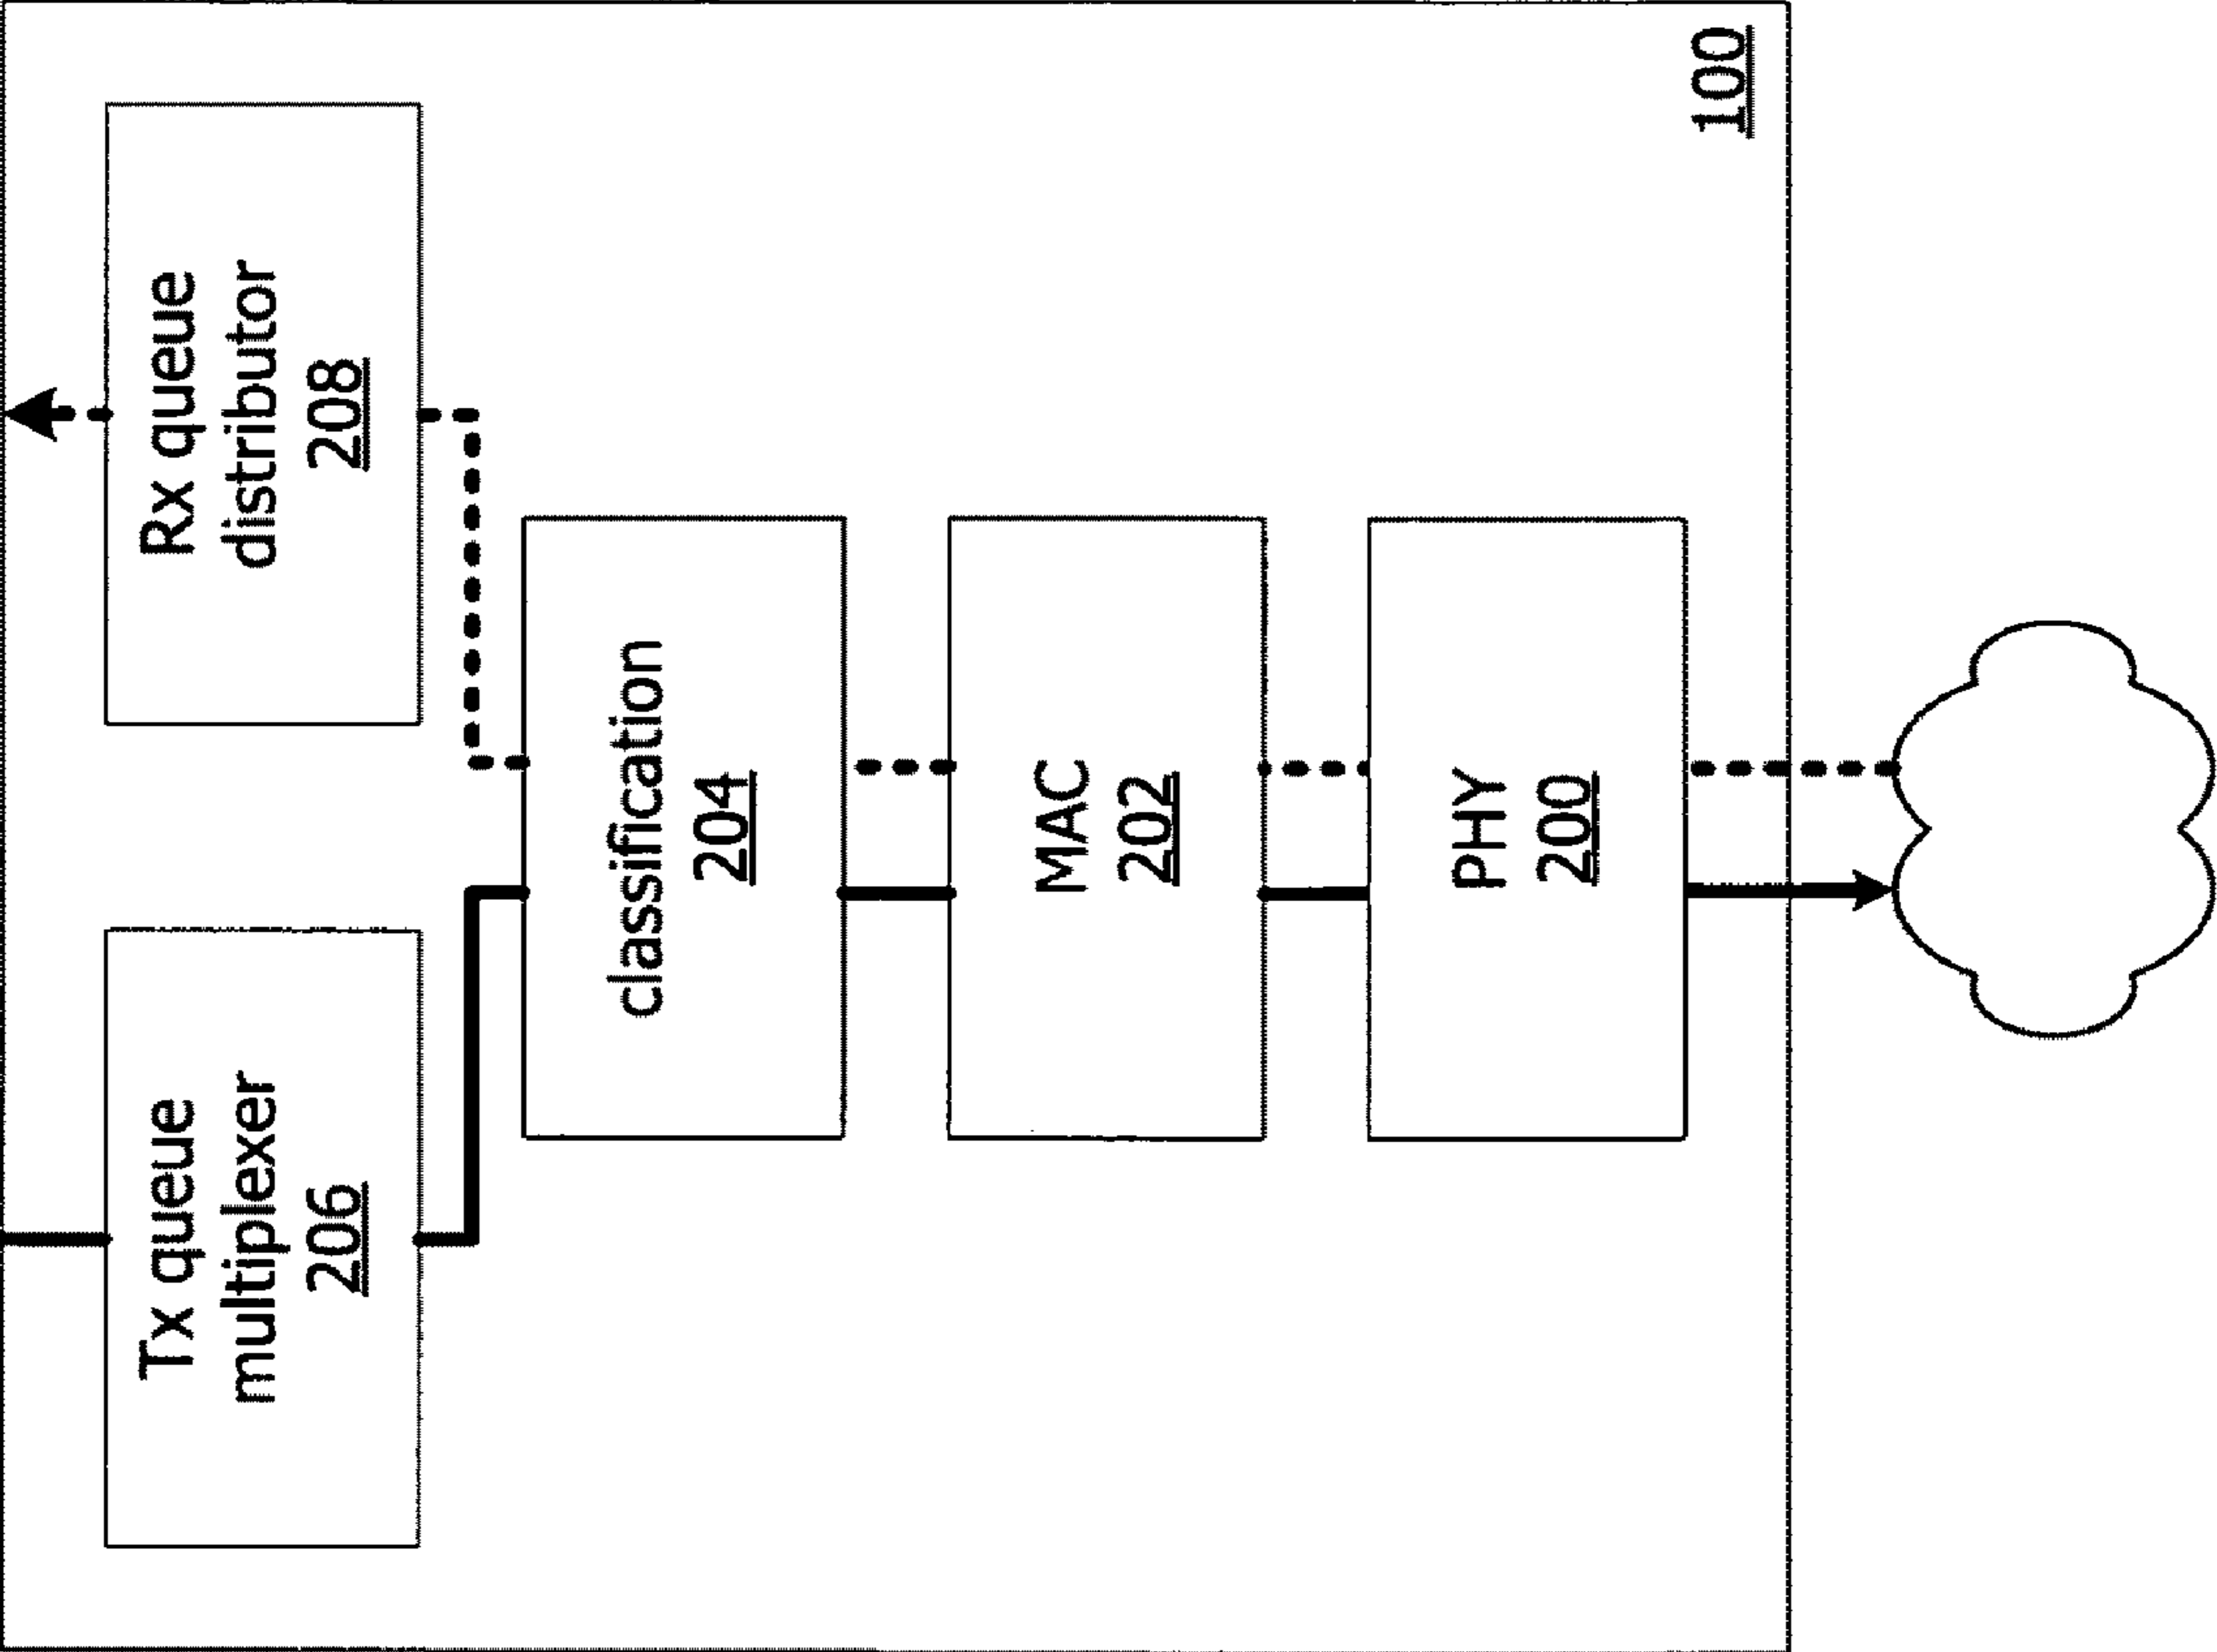 Tx queue
multiplexer
206
Rx queue
distributor
208
classification
204
MAC
202
PHY
200
100